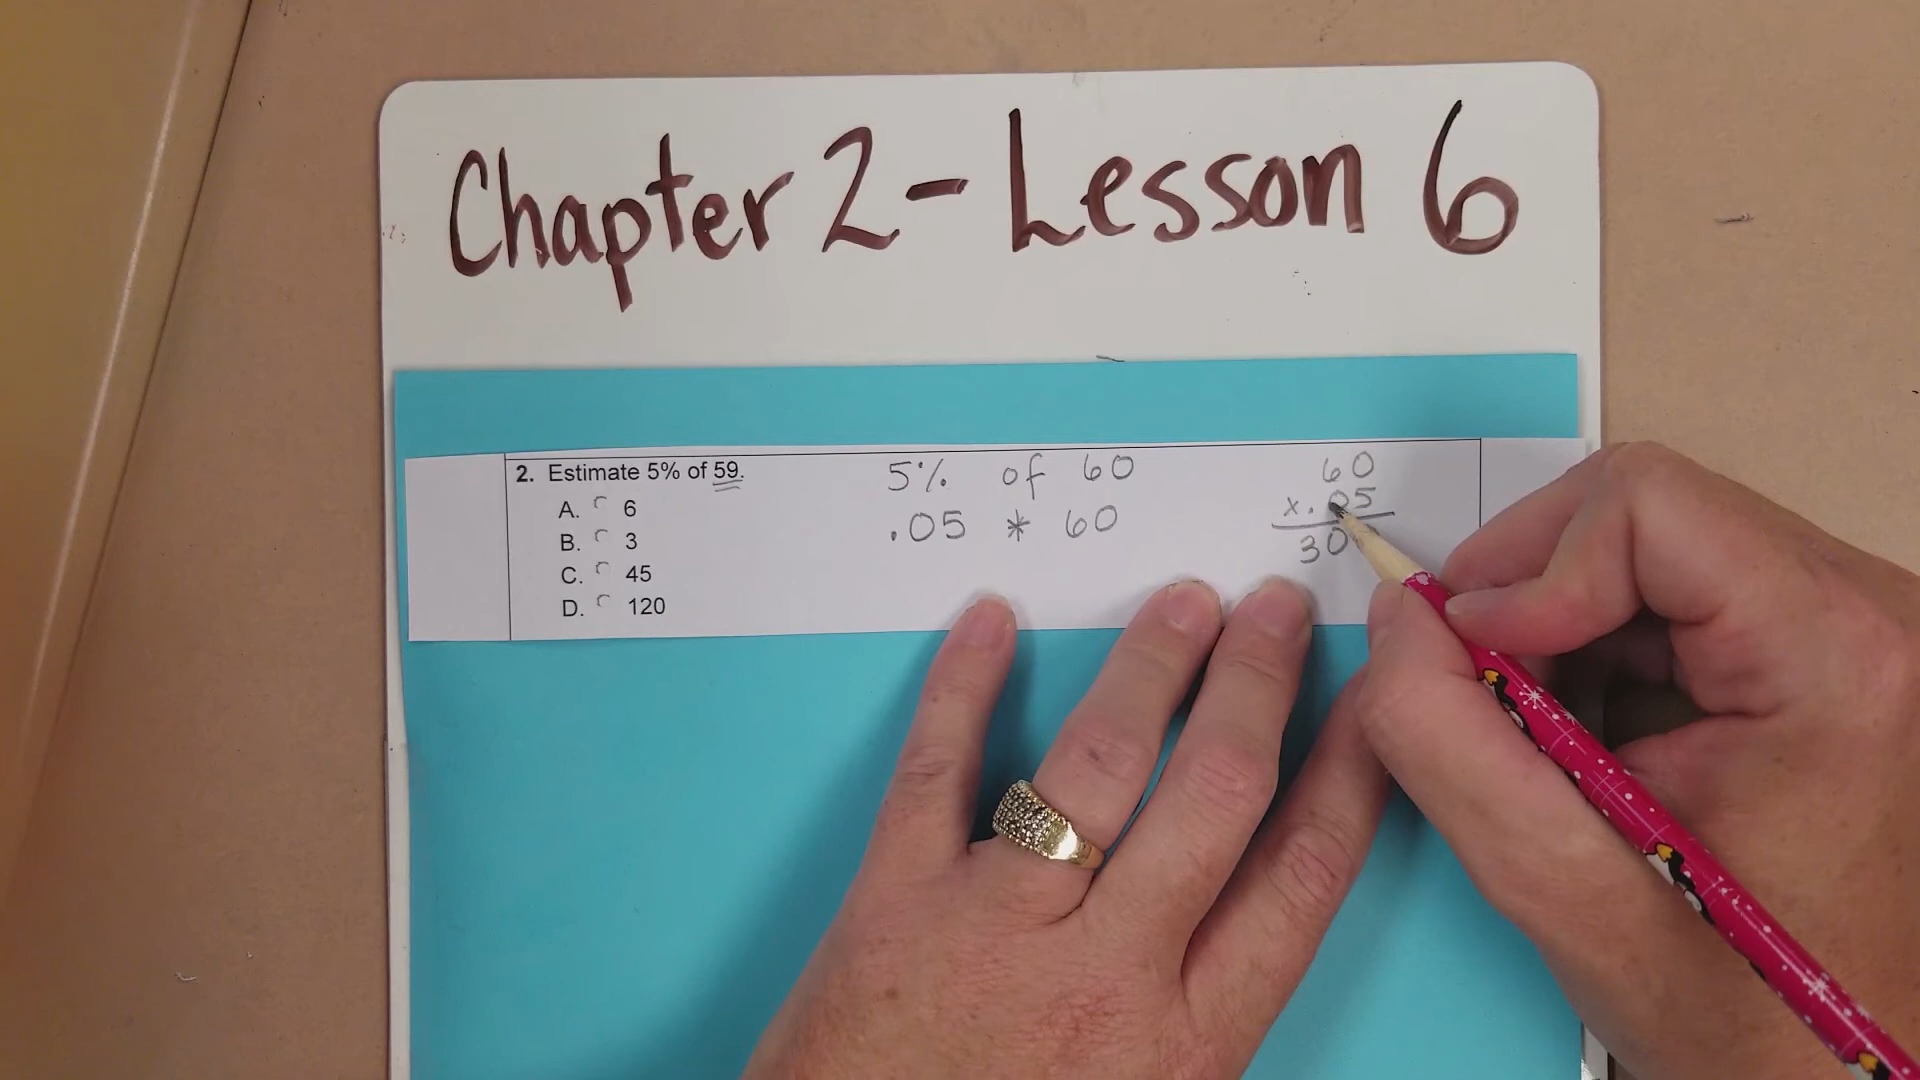 Chapter 2 - Lesson 6
2. Estimate 5% of 59.
A. 6
B. 3
C. 45
D. 120
5% of 60
.05 * 60
60
x .05
30